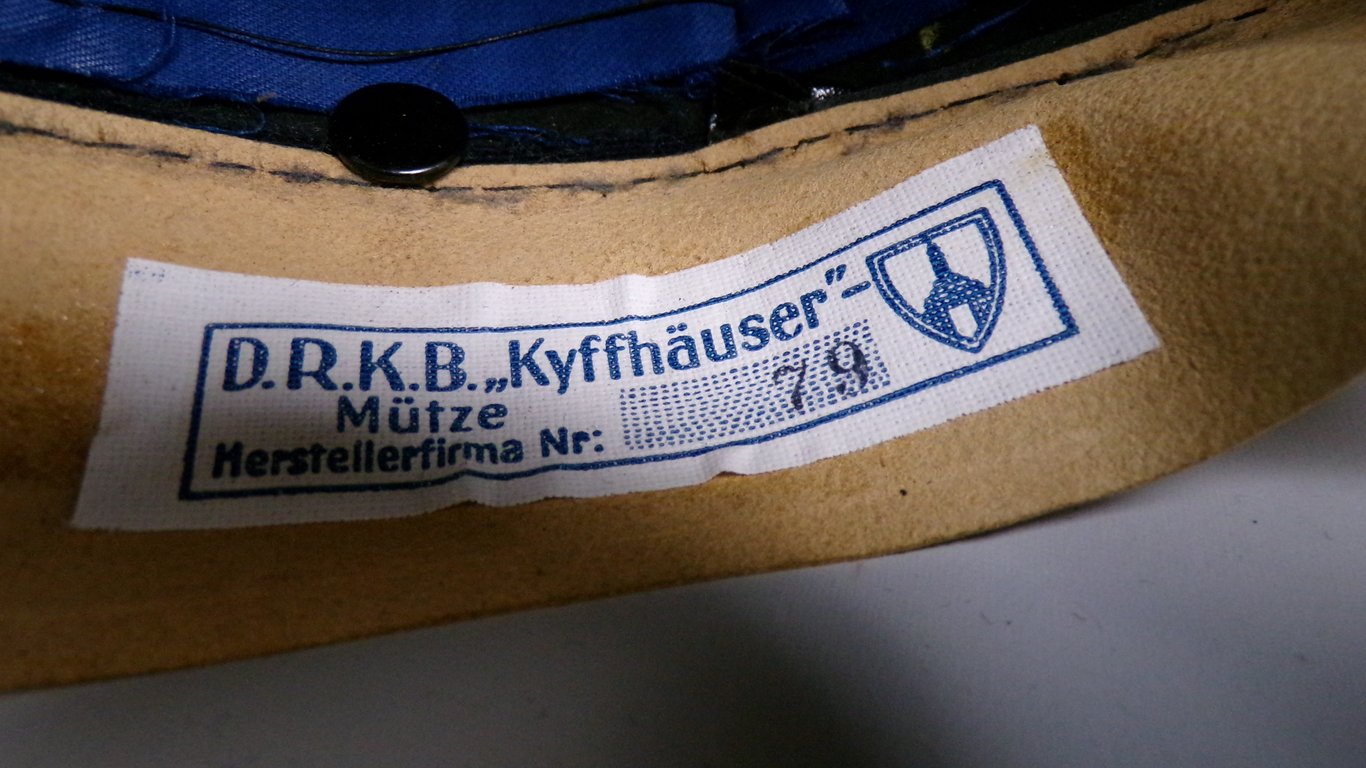 D.R.K.B. „Kyffhäuser”-
Mütze
Herstellerfirma Nr: 79